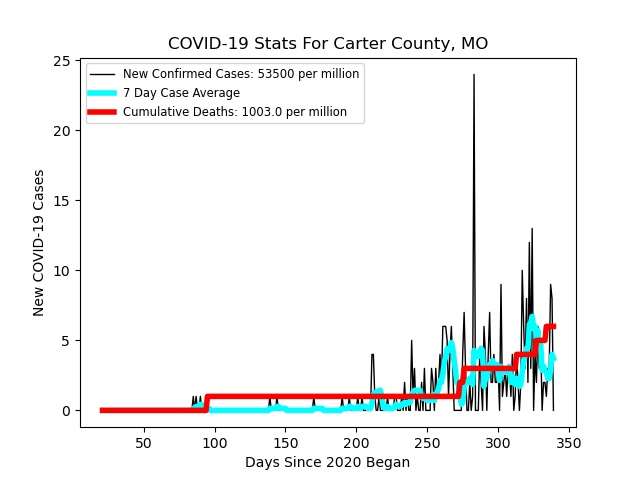 COVID-19 Stats For Carter County, MO
New Confirmed Cases: 53500 per million
7 Day Case Average
Cumulative Deaths: 1003.0 per million
25
20
15
10
5
0
New COVID-19 Cases
50 100 150 200 250 300 350
Days Since 2020 Began